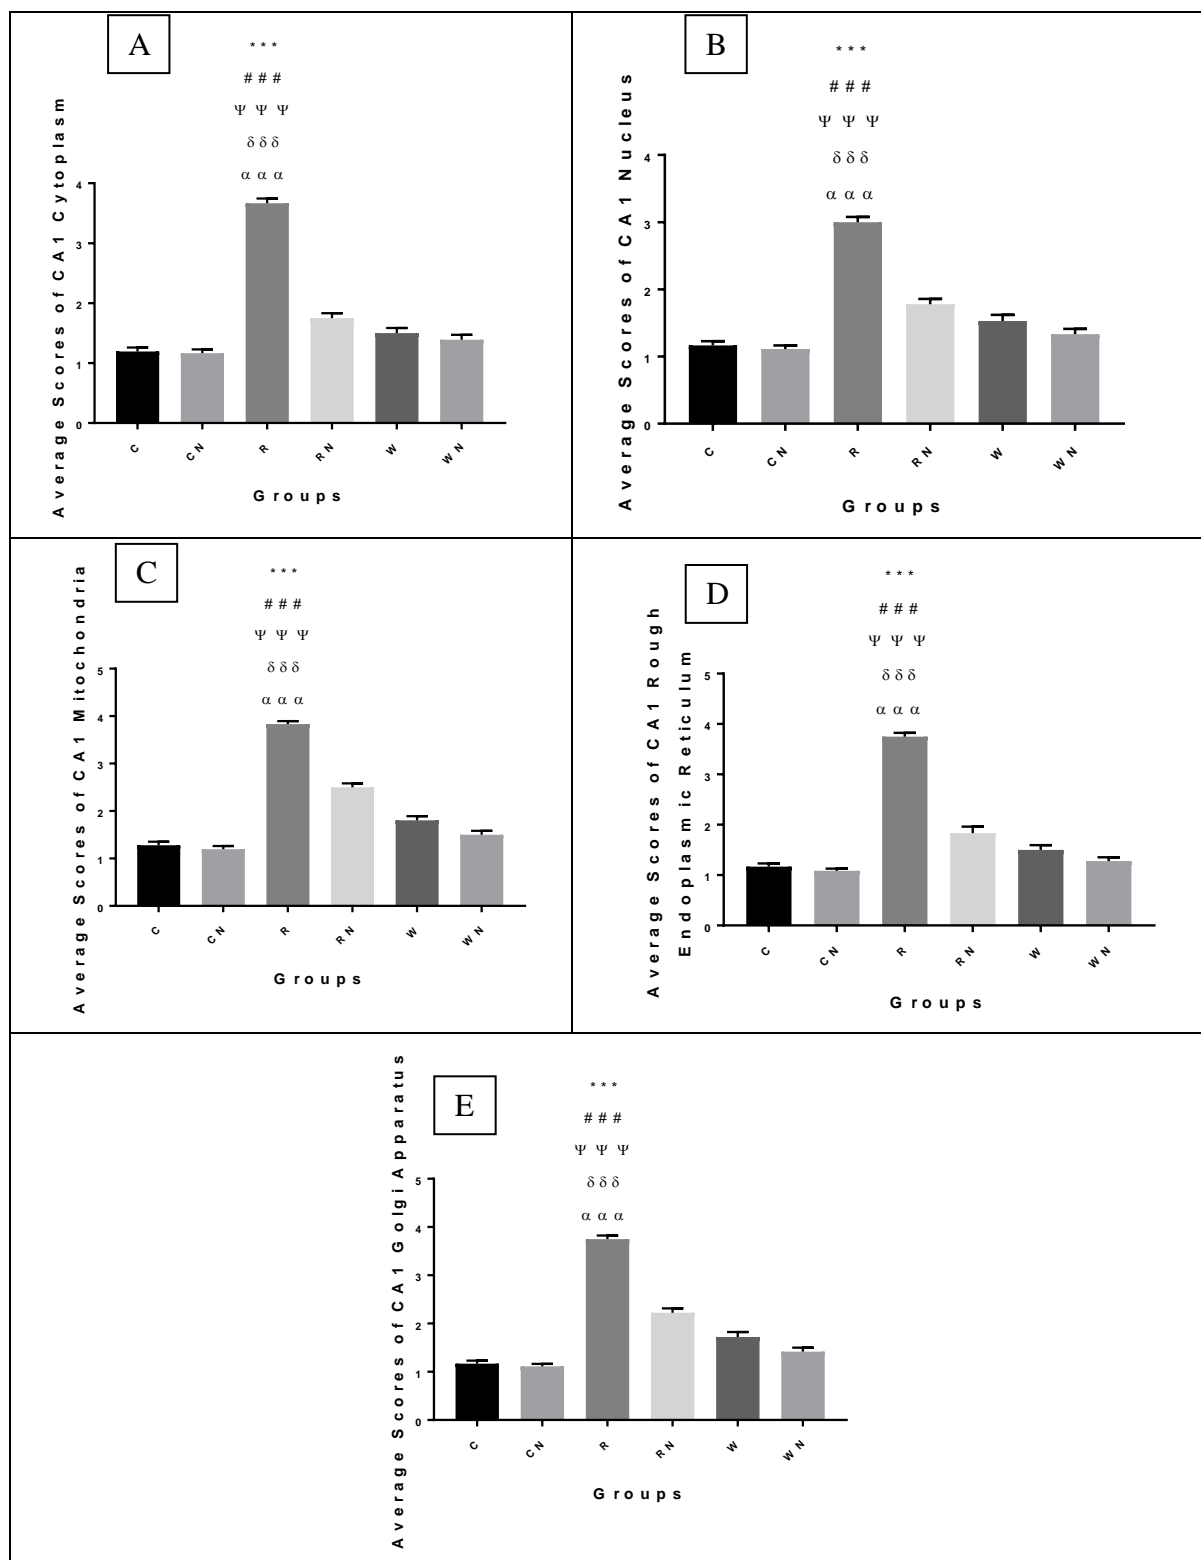 A
* * *
# # #
Ψ Ψ Ψ
δ δ δ
α α α
Average Scores of CA1 Cytoplasm
4
3
2
1
0
C
CN
R
RN
W
WN
Groups
B
* * *
# # #
Ψ Ψ Ψ
δ δ δ
α α α
Average Scores of CA1 Nucleus
4
3
2
1
0
C
CN
R
RN
W
WN
Groups
C
* * *
# # #
Ψ Ψ Ψ
δ δ δ
α α α
Average Scores of CA1 Mitochondria
5
4
3
2
1
0
C
CN
R
RN
W
WN
Groups
D
* * *
# # #
Ψ Ψ Ψ
δ δ δ
α α α
Average Scores of CA1 Rough
Endoplasmic Reticulum
5
4
3
2
1
0
C
CN
R
RN
W
WN
Groups
E
* * *
# # #
Ψ Ψ Ψ
δ δ δ
α α α
Average Scores of CA1 Golgi Apparatus
5
4
3
2
1
0
C
CN
R
RN
W
WN
Groups